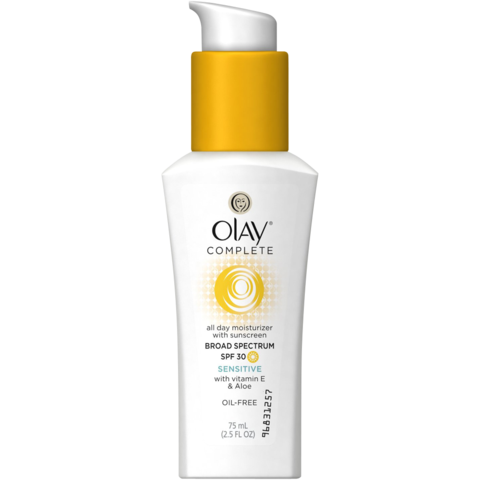 OLAY®
COMPLETE
all day moisturizer
with sunscreen
BROAD SPECTRUM
SPF 30
SENSITIVE
with vitamin E
& Aloe
OIL-FREE
75 mL
(2.5 FL OZ)
96831257